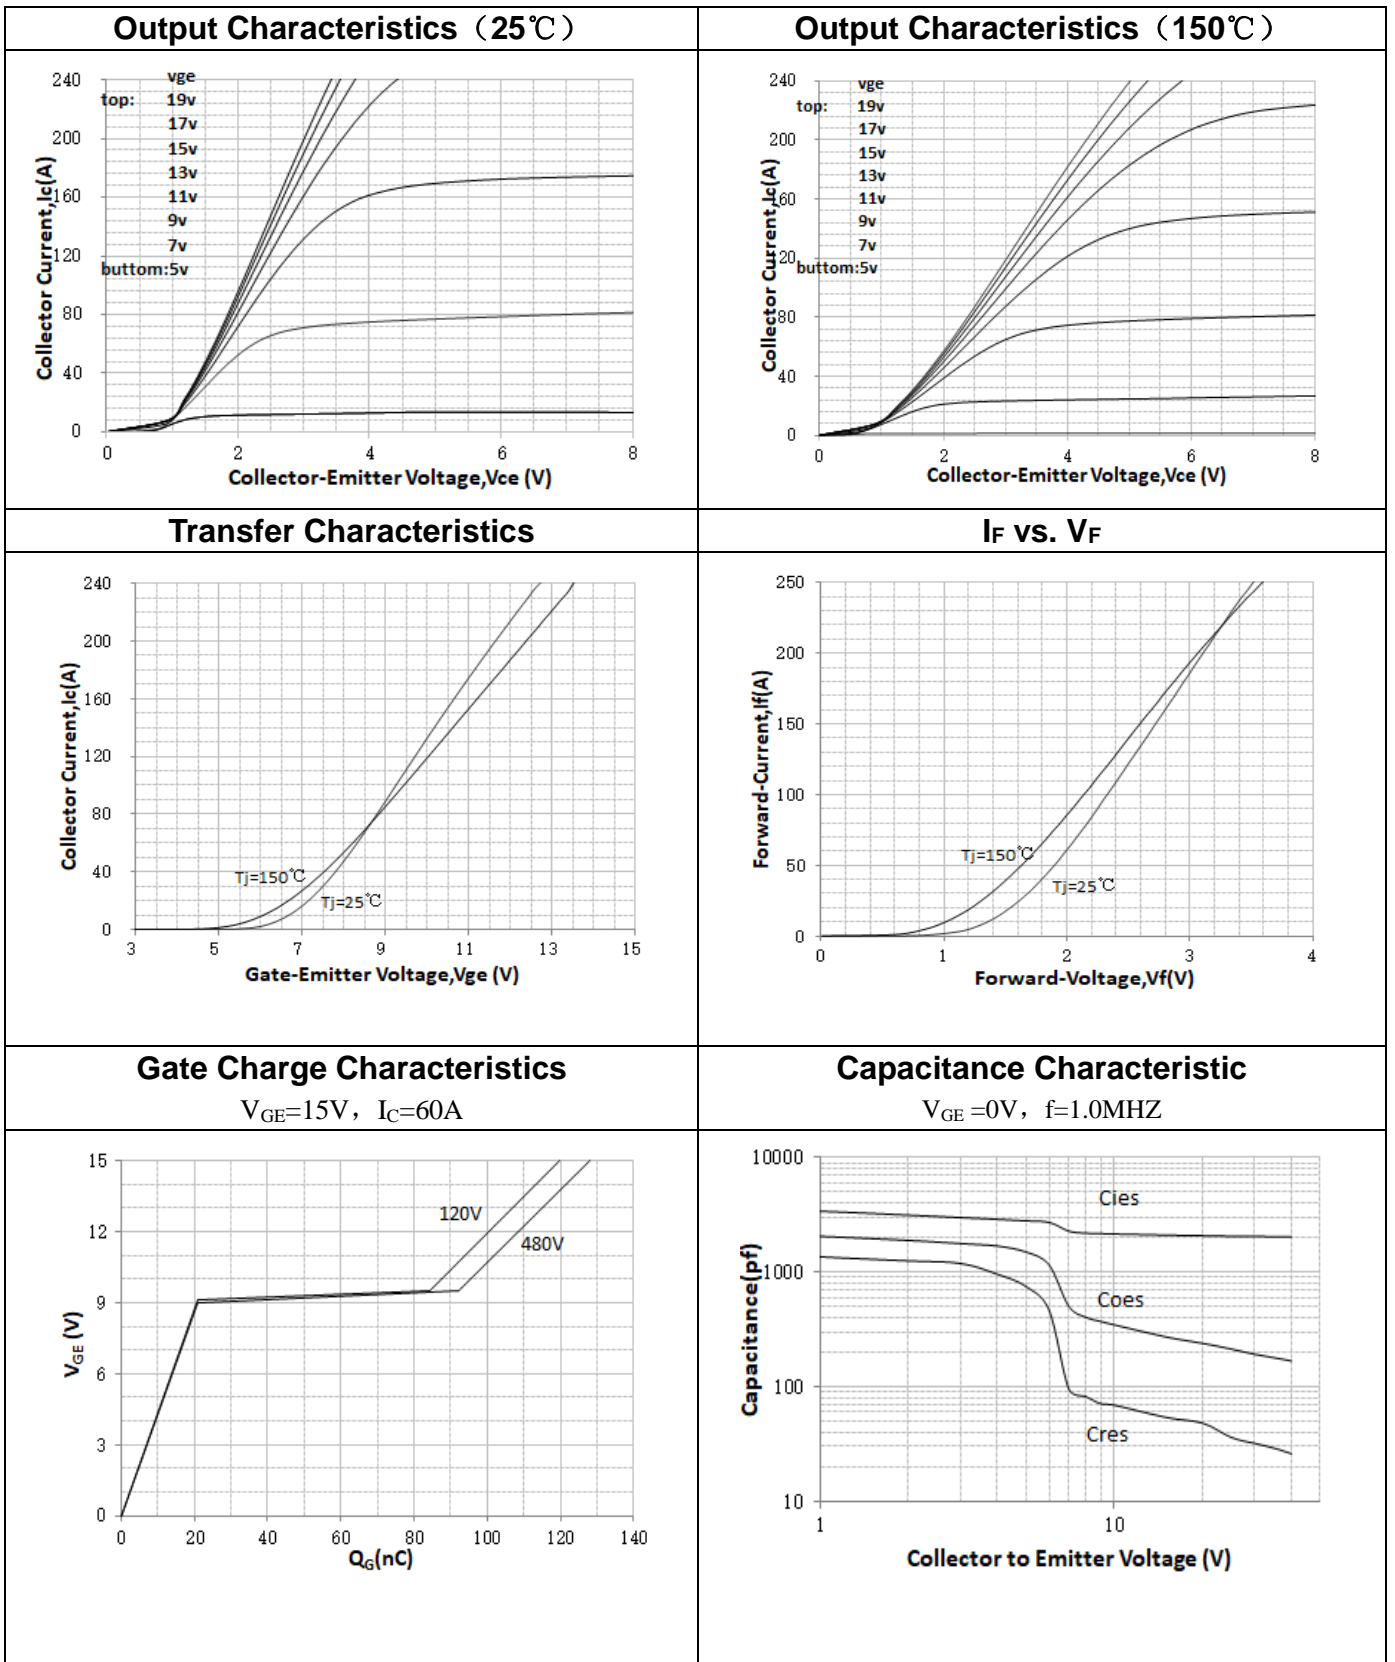 Output Characteristics（25℃）
240
200
160
120
80
40
0
0
2
4
6
8
vge
top: 19v
17v
15v
13v
11v
9v
7v
buttom:5v
Collector Current,Ic(A)
Collector-Emitter Voltage,Vce (V)
Output Characteristics（150℃）
240
200
160
120
80
40
0
0
2
4
6
8
vge
top: 19v
17v
15v
13v
11v
9v
7v
buttom:5v
Collector Current,Ic(A)
Collector-Emitter Voltage,Vce (V)
Transfer Characteristics
240
200
160
120
80
40
0
3
5
7
9
11
13
15
Tj=150℃
Tj=25℃
Collector Current,Ic(A)
Gate-Emitter Voltage,Vge (V)
IF vs. VF
250
200
150
100
50
0
0
1
2
3
4
Tj=150℃
Tj=25℃
Forward-Current,If(A)
Forward-Voltage,Vf(V)
Gate Charge Characteristics
VGE=15V，IC=60A
15
12
9
6
3
0
0
20
40
60
80
100
120
140
120V
480V
VGE (V)
QG(nC)
Capacitance Characteristic
VGE =0V，f=1.0MHZ
10000
1000
100
10
1
10
Cies
Coes
Cres
Capacitance(pf)
Collector to Emitter Voltage (V)